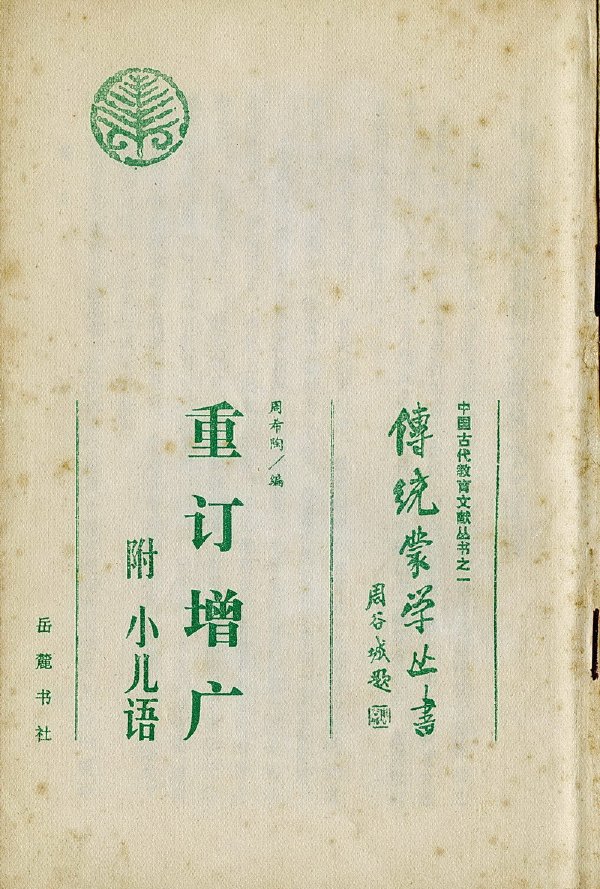 中国古代教育文献丛书之一
傳统蒙学丛書
周谷城题
周希陶/编
重订增广
附 小儿语
岳麓书社